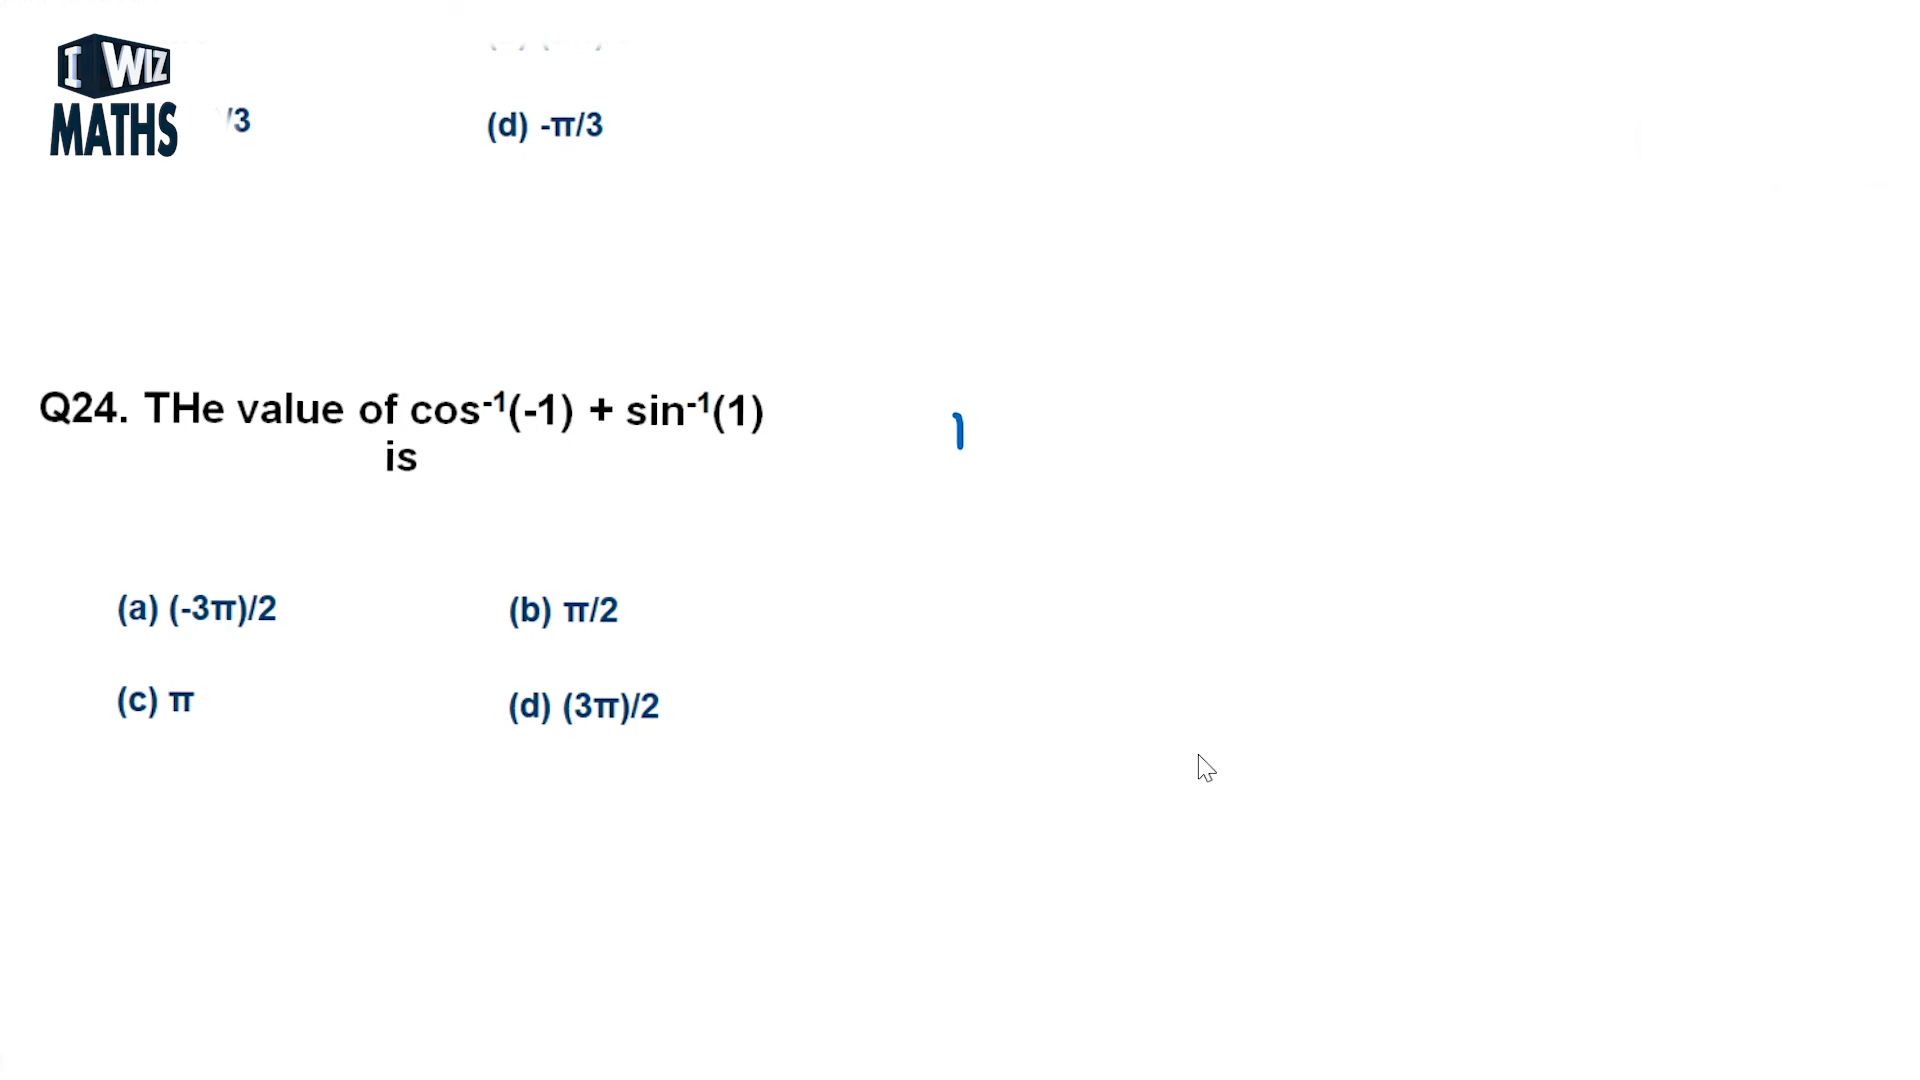 I WIZ
MATHS
/3
(d) -π/3
Q24. THe value of cos⁻¹(-1) + sin⁻¹(1)
is
(a) (-3π)/2
(b) π/2
(c) π
(d) (3π)/2